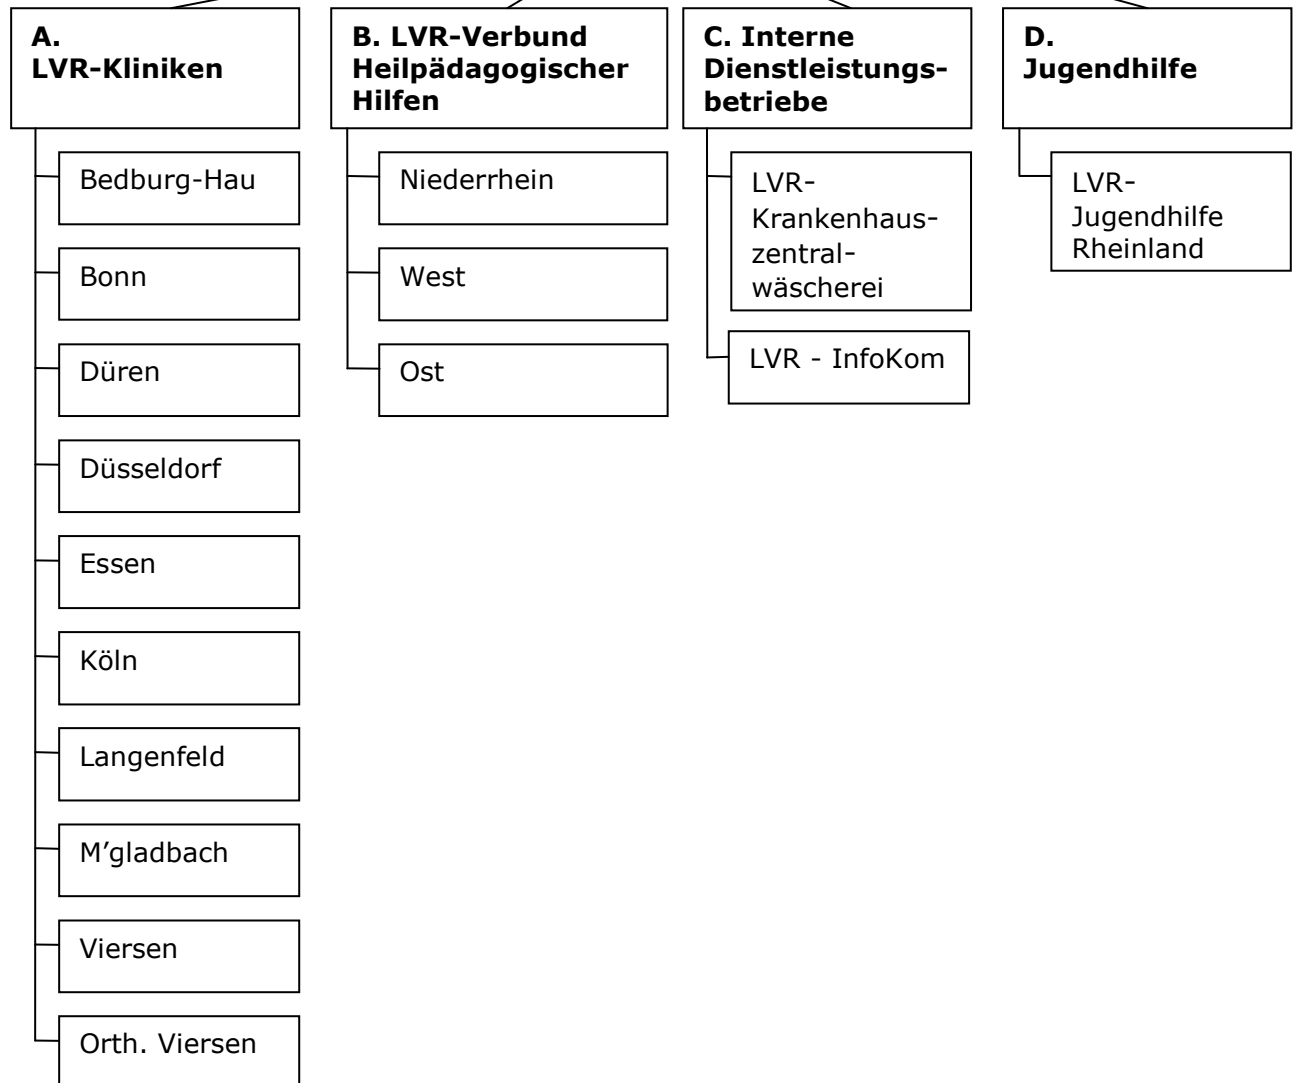 A.
LVR-Kliniken
Bedburg-Hau
Bonn
Düren
Düsseldorf
Essen
Köln
Langenfeld
M’gladbach
Viersen
Orth. Viersen
B. LVR-Verbund
Heilpädagogischer
Hilfen
Niederrhein
West
Ost
C. Interne
Dienstleistungs-
betriebe
LVR-
Krankenhaus-
zentral-
wäscherei
LVR - InfoKom
D.
Jugendhilfe
LVR-
Jugendhilfe
Rheinland